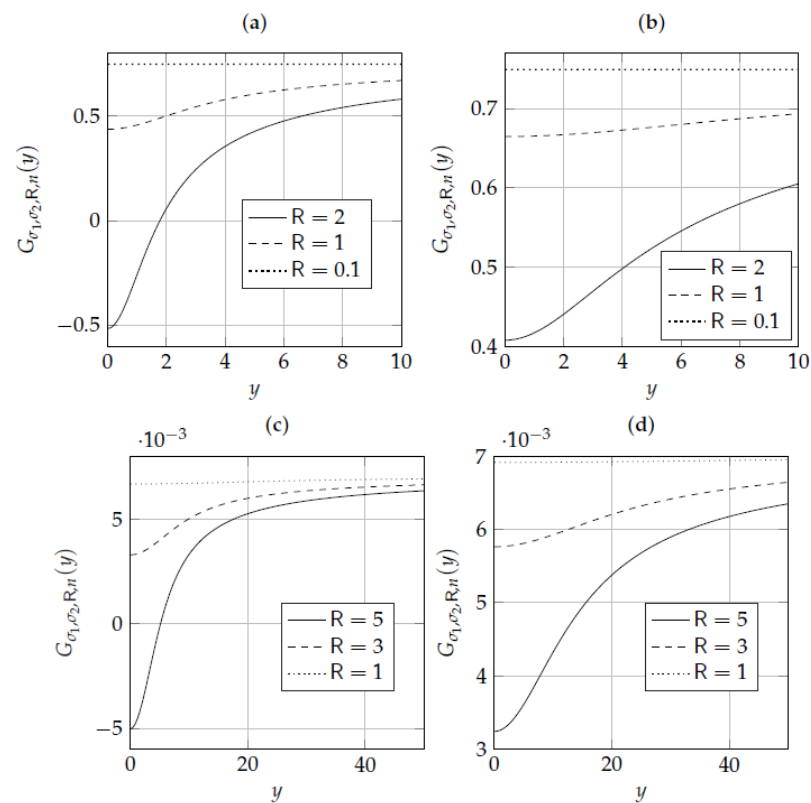 (a)
0.5
0
−0.5
0 2 4 6 8 10
y
G_{σ₁,σ₂,R,n}(y)
R = 2
R = 1
R = 0.1
(b)
0.7
0.6
0.5
0.4
0 2 4 6 8 10
y
G_{σ₁,σ₂,R,n}(y)
R = 2
R = 1
R = 0.1
(c)
·10⁻³
5
0
−5
0 20 40
y
G_{σ₁,σ₂,R,n}(y)
R = 5
R = 3
R = 1
(d)
·10⁻³
7
6
5
4
3
0 20 40
y
G_{σ₁,σ₂,R,n}(y)
R = 5
R = 3
R = 1